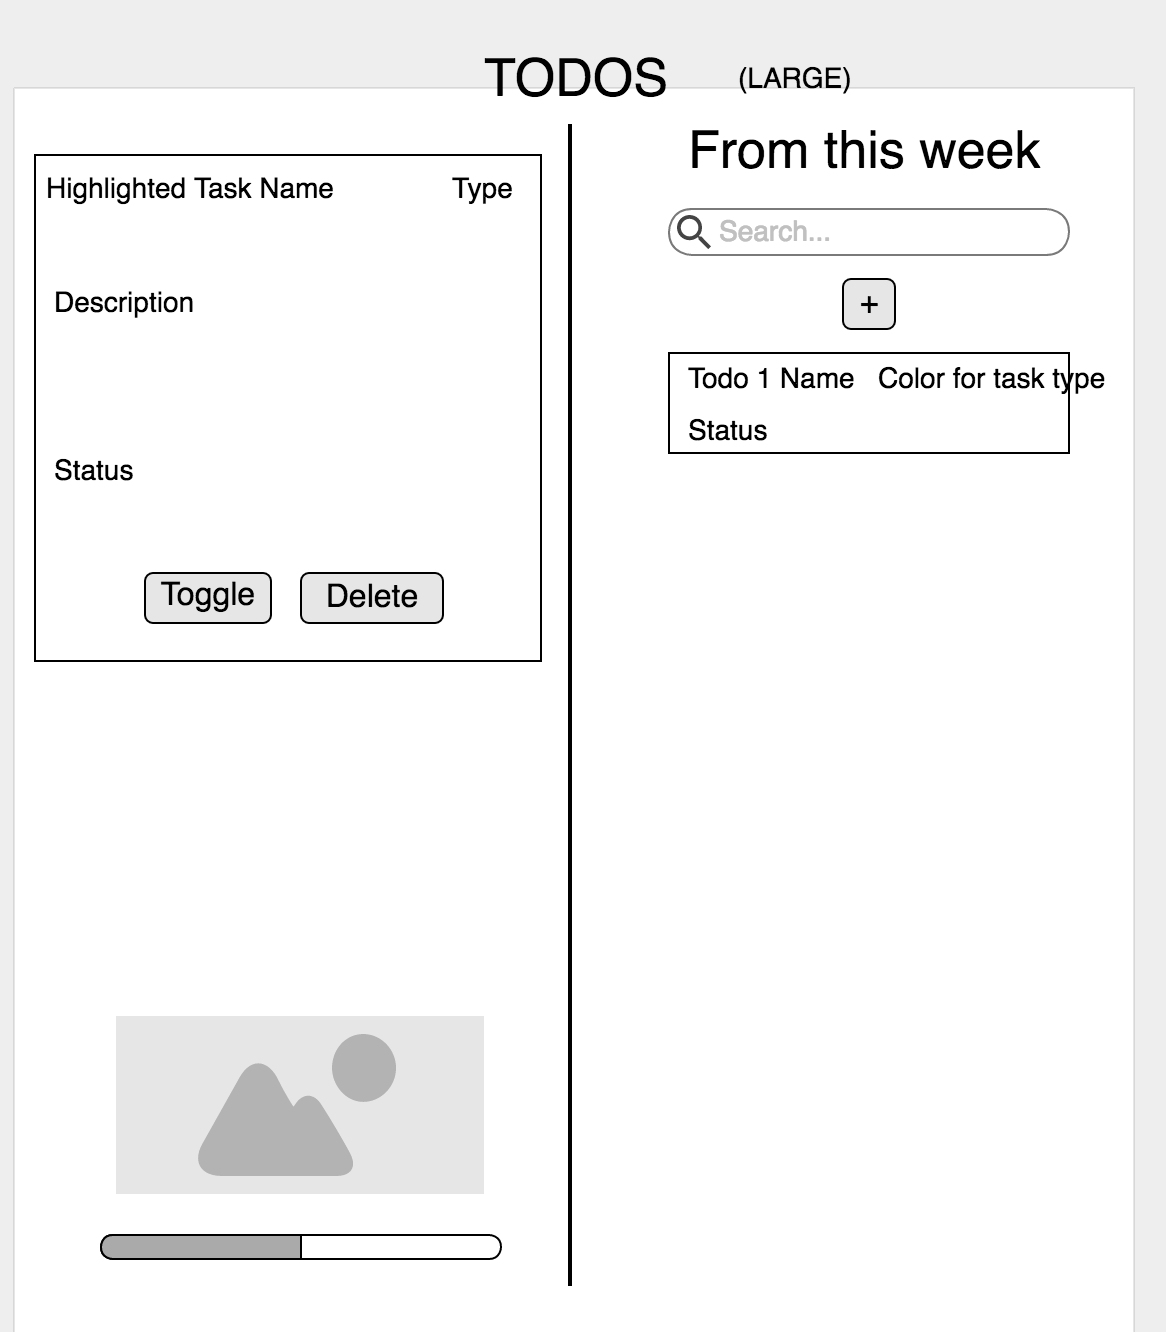 TODOS (LARGE)
Highlighted Task Name Type
Description
Status
Toggle Delete
From this week
Search...
+
Todo 1 Name Color for task type
Status